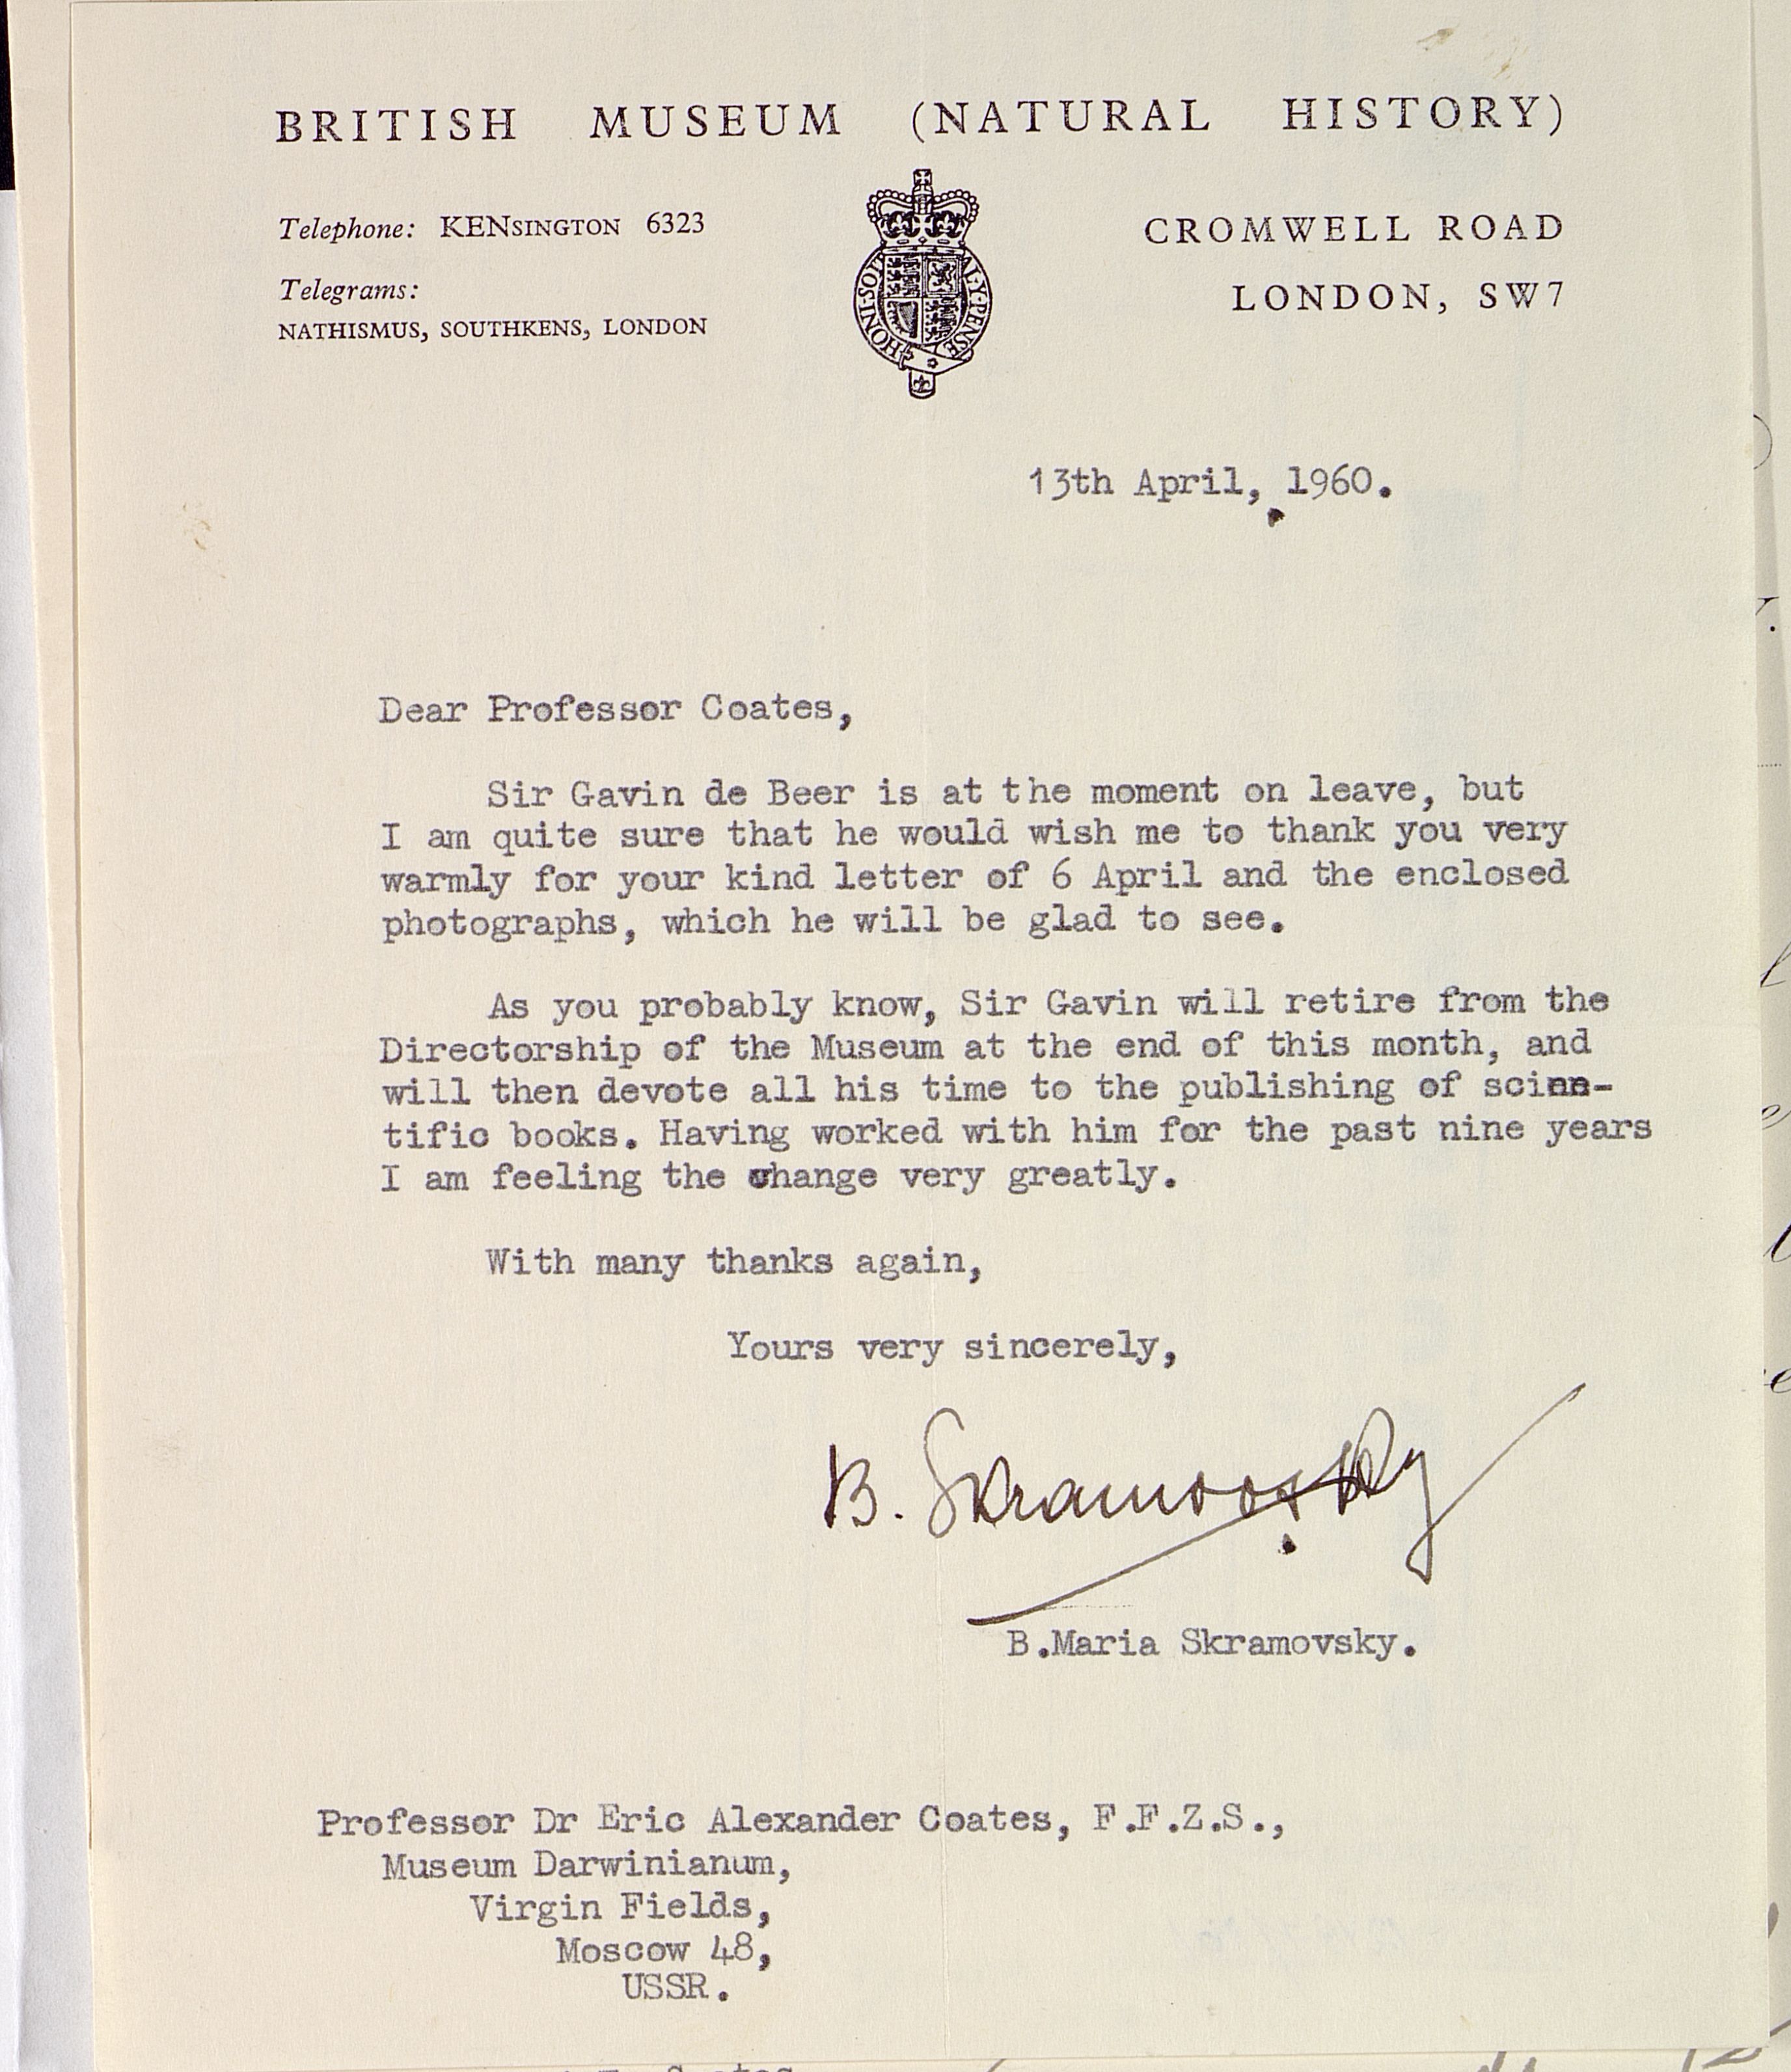 BRITISH MUSEUM (NATURAL HISTORY)
Telephone: KENSINGTON 6323
Telegrams:
NATHISMUS, SOUTHKENS, LONDON
HONI·SOI AL·Y·PENSE
CROMWELL ROAD
LONDON, SW7
13th April, 1960.
Dear Professor Coates,
Sir Gavin de Beer is at the moment on leave, but
I am quite sure that he would wish me to thank you very
warmly for your kind letter of 6 April and the enclosed
photographs, which he will be glad to see.
As you probably know, Sir Gavin will retire from the
Directorship of the Museum at the end of this month, and
will then devote all his time to the publishing of scien-
tific books. Having worked with him for the past nine years
I am feeling the change very greatly.
With many thanks again,
Yours very sincerely,
B. Skramovsky
B.Maria Skramovsky.
Professor Dr Eric Alexander Coates, F.F.Z.S.,
Museum Darwinianum,
Virgin Fields,
Moscow 48,
USSR.